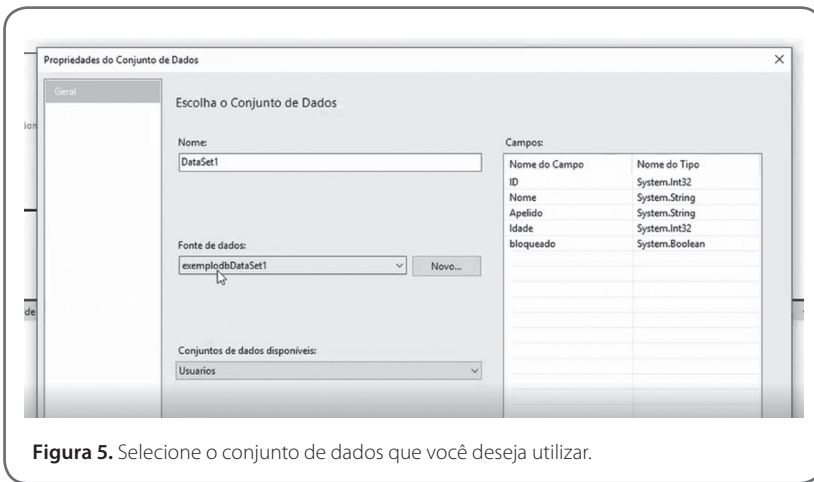 Propriedades do Conjunto de Dados
Geral
ion
Escolha o Conjunto de Dados
Nome:
DataSet1
Fonte de dados:
exemplodbDataSet1
Novo...
Conjuntos de dados disponíveis:
Usuarios
Campos:
Nome do Campo Nome do Tipo
ID System.Int32
Nome System.String
Apelido System.String
Idade System.Int32
bloqueado System.Boolean
de
Figura 5. Selecione o conjunto de dados que você deseja utilizar.